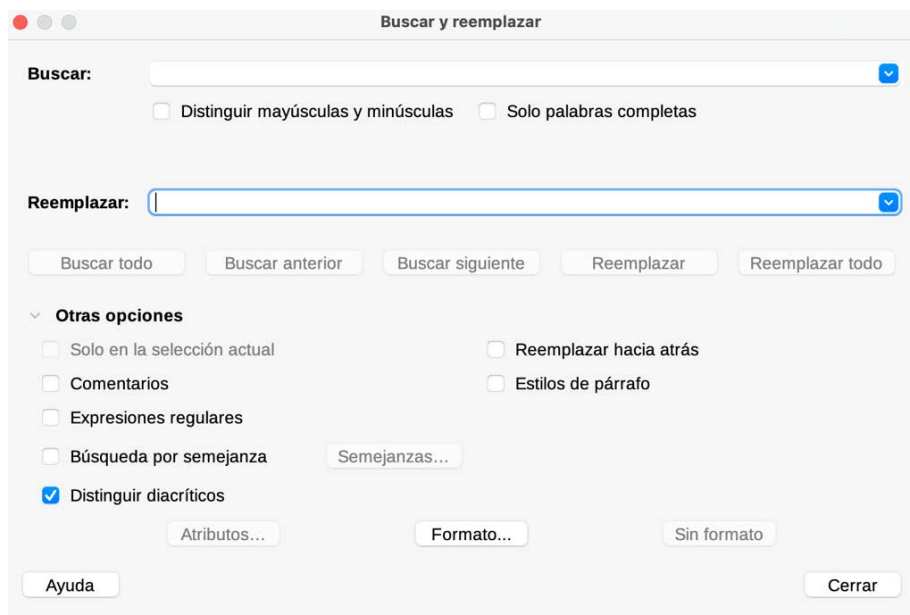 Buscar y reemplazar
Buscar:
Distinguir mayúsculas y minúsculas Solo palabras completas
Reemplazar:
Buscar todo Buscar anterior Buscar siguiente Reemplazar Reemplazar todo
Otras opciones
Solo en la selección actual Reemplazar hacia atrás
Comentarios Estilos de párrafo
Expresiones regulares
Búsqueda por semejanza Semejanzas...
Distinguir diacríticos
Atributos... Formato... Sin formato
Ayuda Cerrar